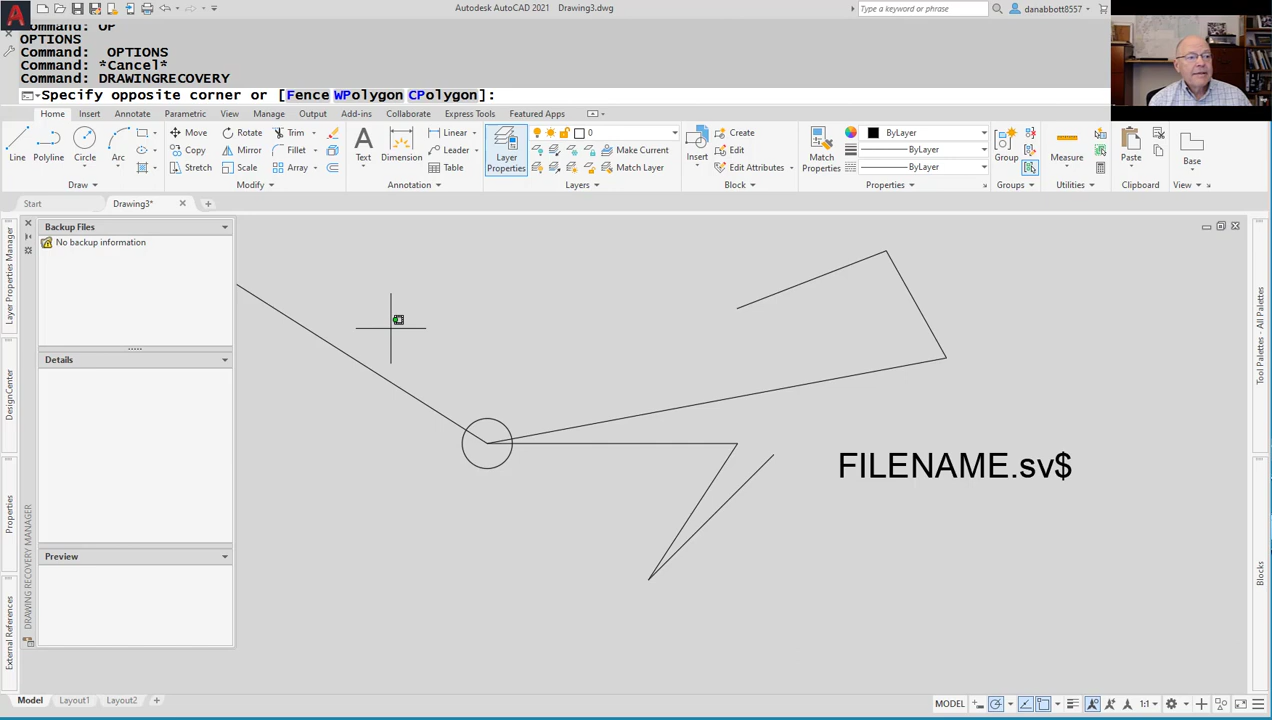 Autodesk AutoCAD 2021 Drawing3.dwg
Type a keyword or phrase
danabbott8557
Command: OP
OPTIONS
Command: OPTIONS
Command: *Cancel*
Command: DRAWINGRECOVERY
Specify opposite corner or [Fence WPolygon CPolygon]:
Home Insert Annotate Parametric View Manage Output Add-ins Collaborate Express Tools Featured Apps
Line
Polyline
Circle
Arc
Draw
Move
Rotate
Trim
Copy
Mirror
Fillet
Stretch
Scale
Array
Modify
Text
Dimension
Linear
Leader
Table
Annotation
Layer
Properties
0
Make Current
Match Layer
Layers
Insert
Create
Edit
Edit Attributes
Block
Match
Properties
ByLayer
ByLayer
ByLayer
Properties
Group
Groups
Measure
Utilities
Paste
Clipboard
Base
View
Start
Drawing3*
Layer Properties Manager
DesignCenter
Properties
External References
DRAWING RECOVERY MANAGER
Backup Files
No backup information
Details
Preview
FILENAME.sv$
Tool Palettes - All Palettes
Blocks
Model Layout1 Layout2
MODEL
1:1